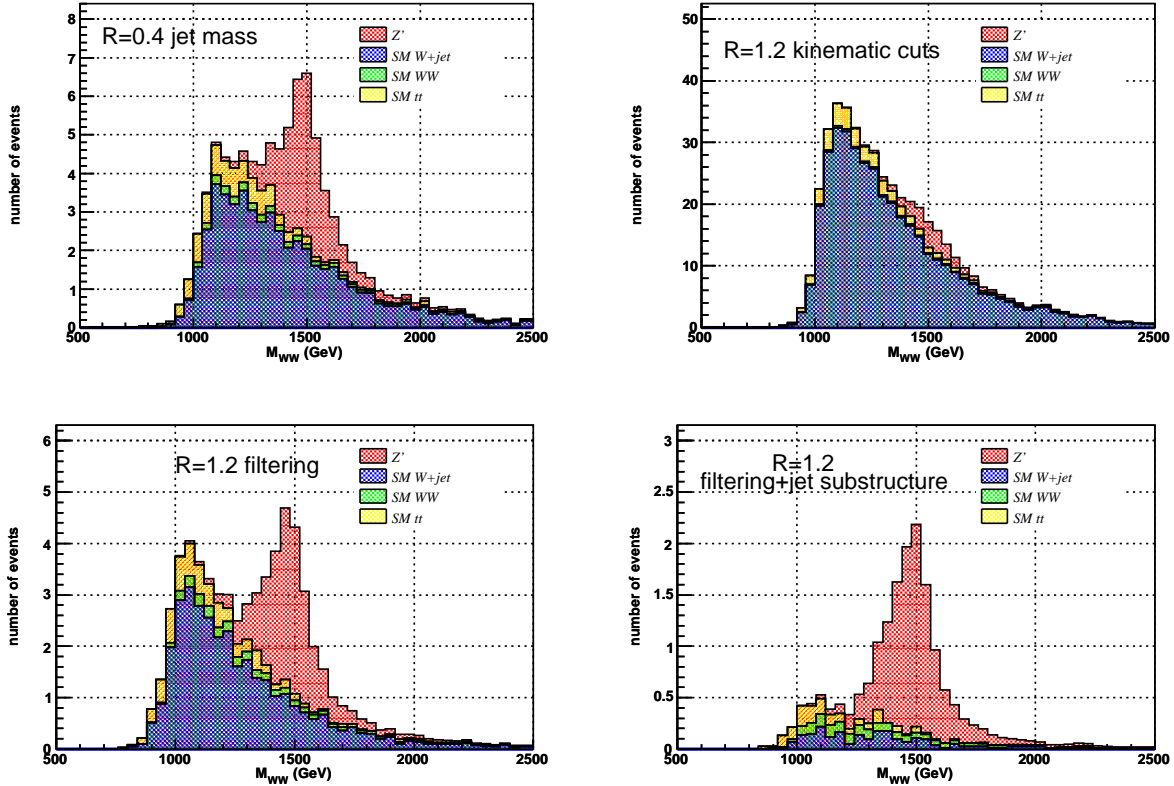 8
7
6
5
4
3
2
1
0
number of events
R=0.4 jet mass
Z'
SM W+jet
SM WW
SM tt
1000
1500
2000
2500
M_WW (GeV)
50
40
30
20
10
0
number of events
R=1.2 kinematic cuts
Z'
SM W+jet
SM WW
SM tt
500
1000
1500
2000
2500
M_WW (GeV)
6
5
4
3
2
1
0
number of events
R=1.2 filtering
Z'
SM W+jet
SM WW
SM tt
500
1000
1500
2000
2500
M_WW (GeV)
3
2.5
2
1.5
1
0.5
0
number of events
R=1.2
filtering+jet substructure
Z'
SM W+jet
SM WW
SM tt
500
1000
1500
2000
2500
M_WW (GeV)